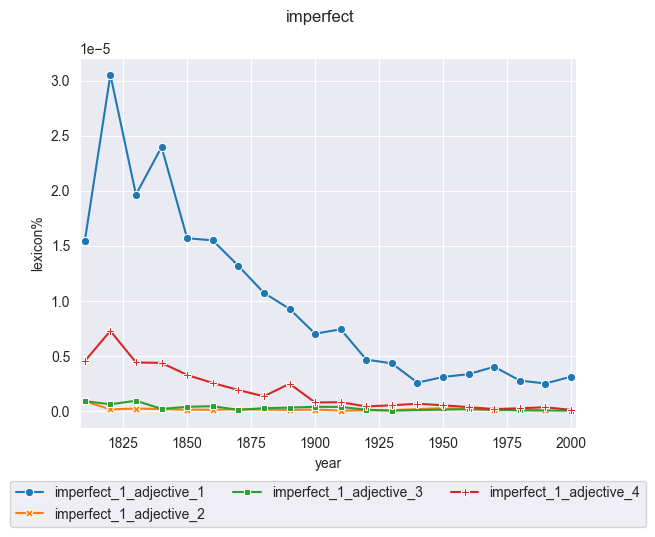 imperfect
1e−5
3.0
2.5
2.0
1.5
1.0
0.5
0.0
lexicon%
1825 1850 1875 1900 1925 1950 1975 2000
year
imperfect_1_adjective_1 imperfect_1_adjective_3 imperfect_1_adjective_4
imperfect_1_adjective_2